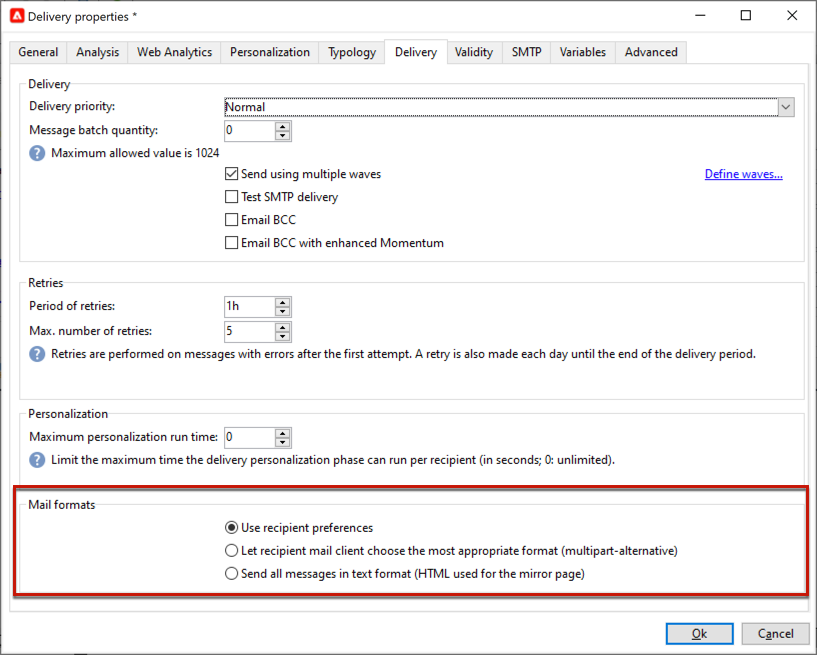 Delivery properties *
General Analysis Web Analytics Personalization Typology Delivery Validity SMTP Variables Advanced
Delivery
Delivery priority: Normal
Message batch quantity: 0
? Maximum allowed value is 1024
Send using multiple waves Define waves...
Test SMTP delivery
Email BCC
Email BCC with enhanced Momentum
Retries
Period of retries: 1h
Max. number of retries: 5
? Retries are performed on messages with errors after the first attempt. A retry is also made each day until the end of the delivery period.
Personalization
Maximum personalization run time: 0
? Limit the maximum time the delivery personalization phase can run per recipient (in seconds; 0: unlimited).
Mail formats
Use recipient preferences
Let recipient mail client choose the most appropriate format (multipart-alternative)
Send all messages in text format (HTML used for the mirror page)
Ok Cancel